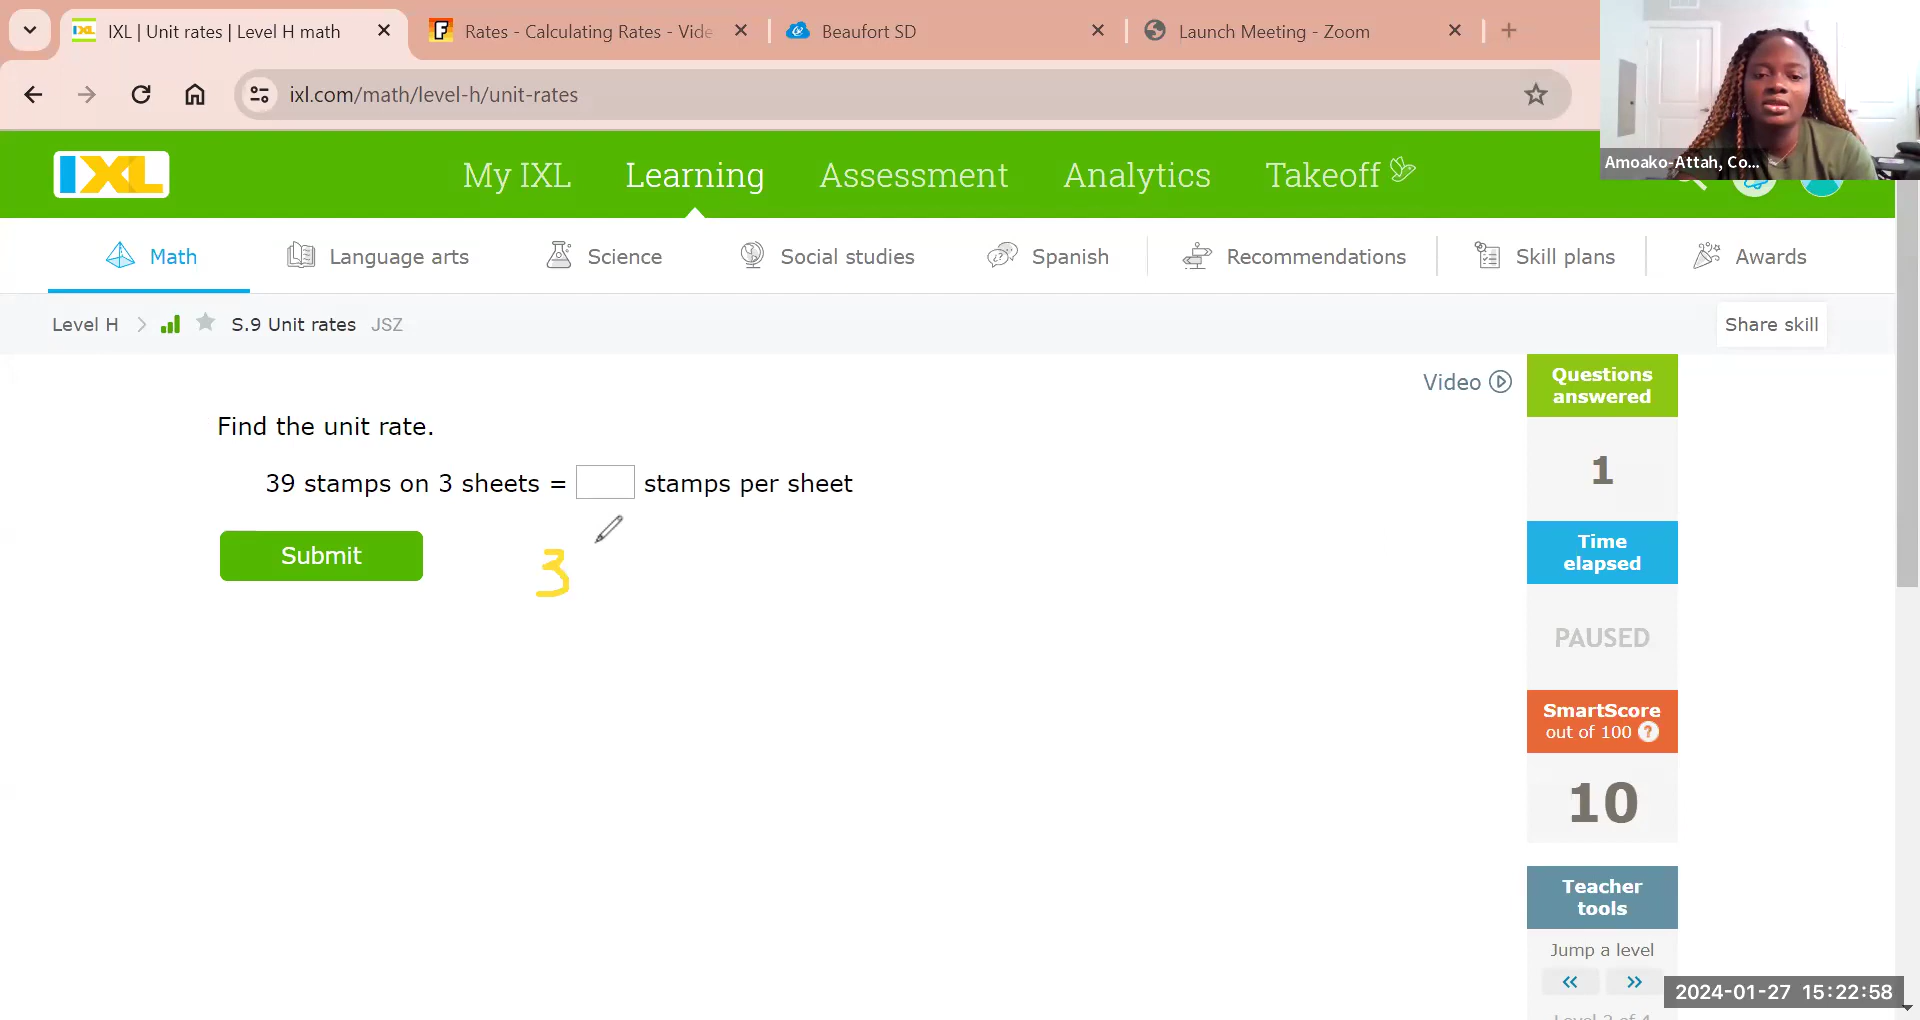 IXL | Unit rates | Level H math
Rates - Calculating Rates - Vide
Beaufort SD
Launch Meeting - Zoom
ixl.com/math/level-h/unit-rates
Amoako-Attah, Co...
IXL
My IXL
Learning
Assessment
Analytics
Takeoff
Math
Language arts
Science
Social studies
Spanish
Recommendations
Skill plans
Awards
Level H
S.9 Unit rates JSZ
Share skill
Video
Find the unit rate.
39 stamps on 3 sheets = stamps per sheet
Submit
3
Questions
answered
1
Time
elapsed
PAUSED
SmartScore
out of 100 ?
10
Teacher
tools
Jump a level
« »
2024-01-27 15:22:58